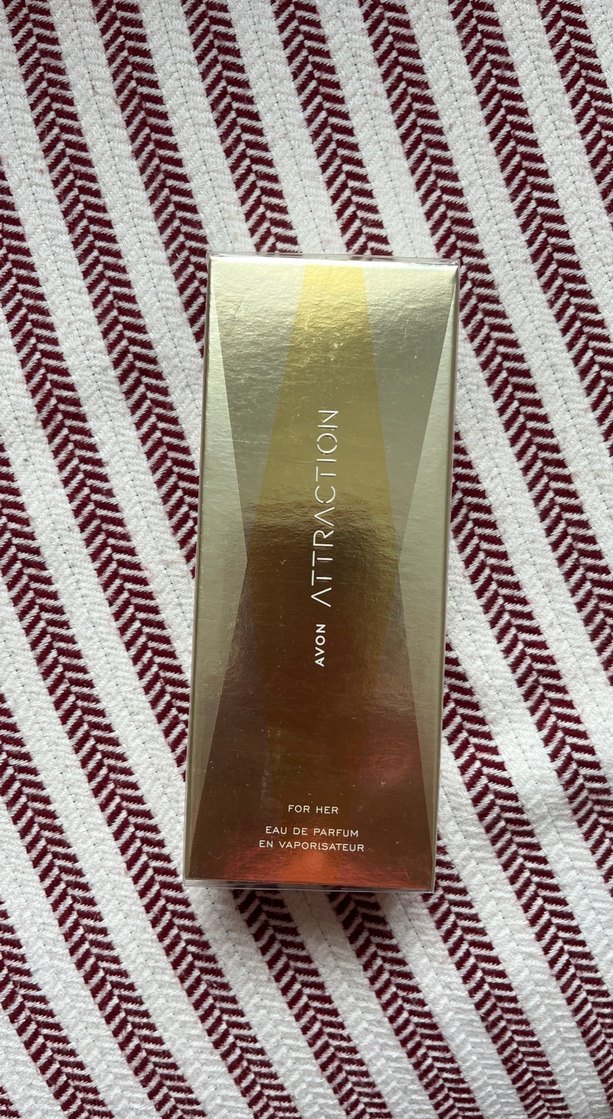 AVON ATTRACTION
FOR HER
EAU DE PARFUM
EN VAPORISATEUR